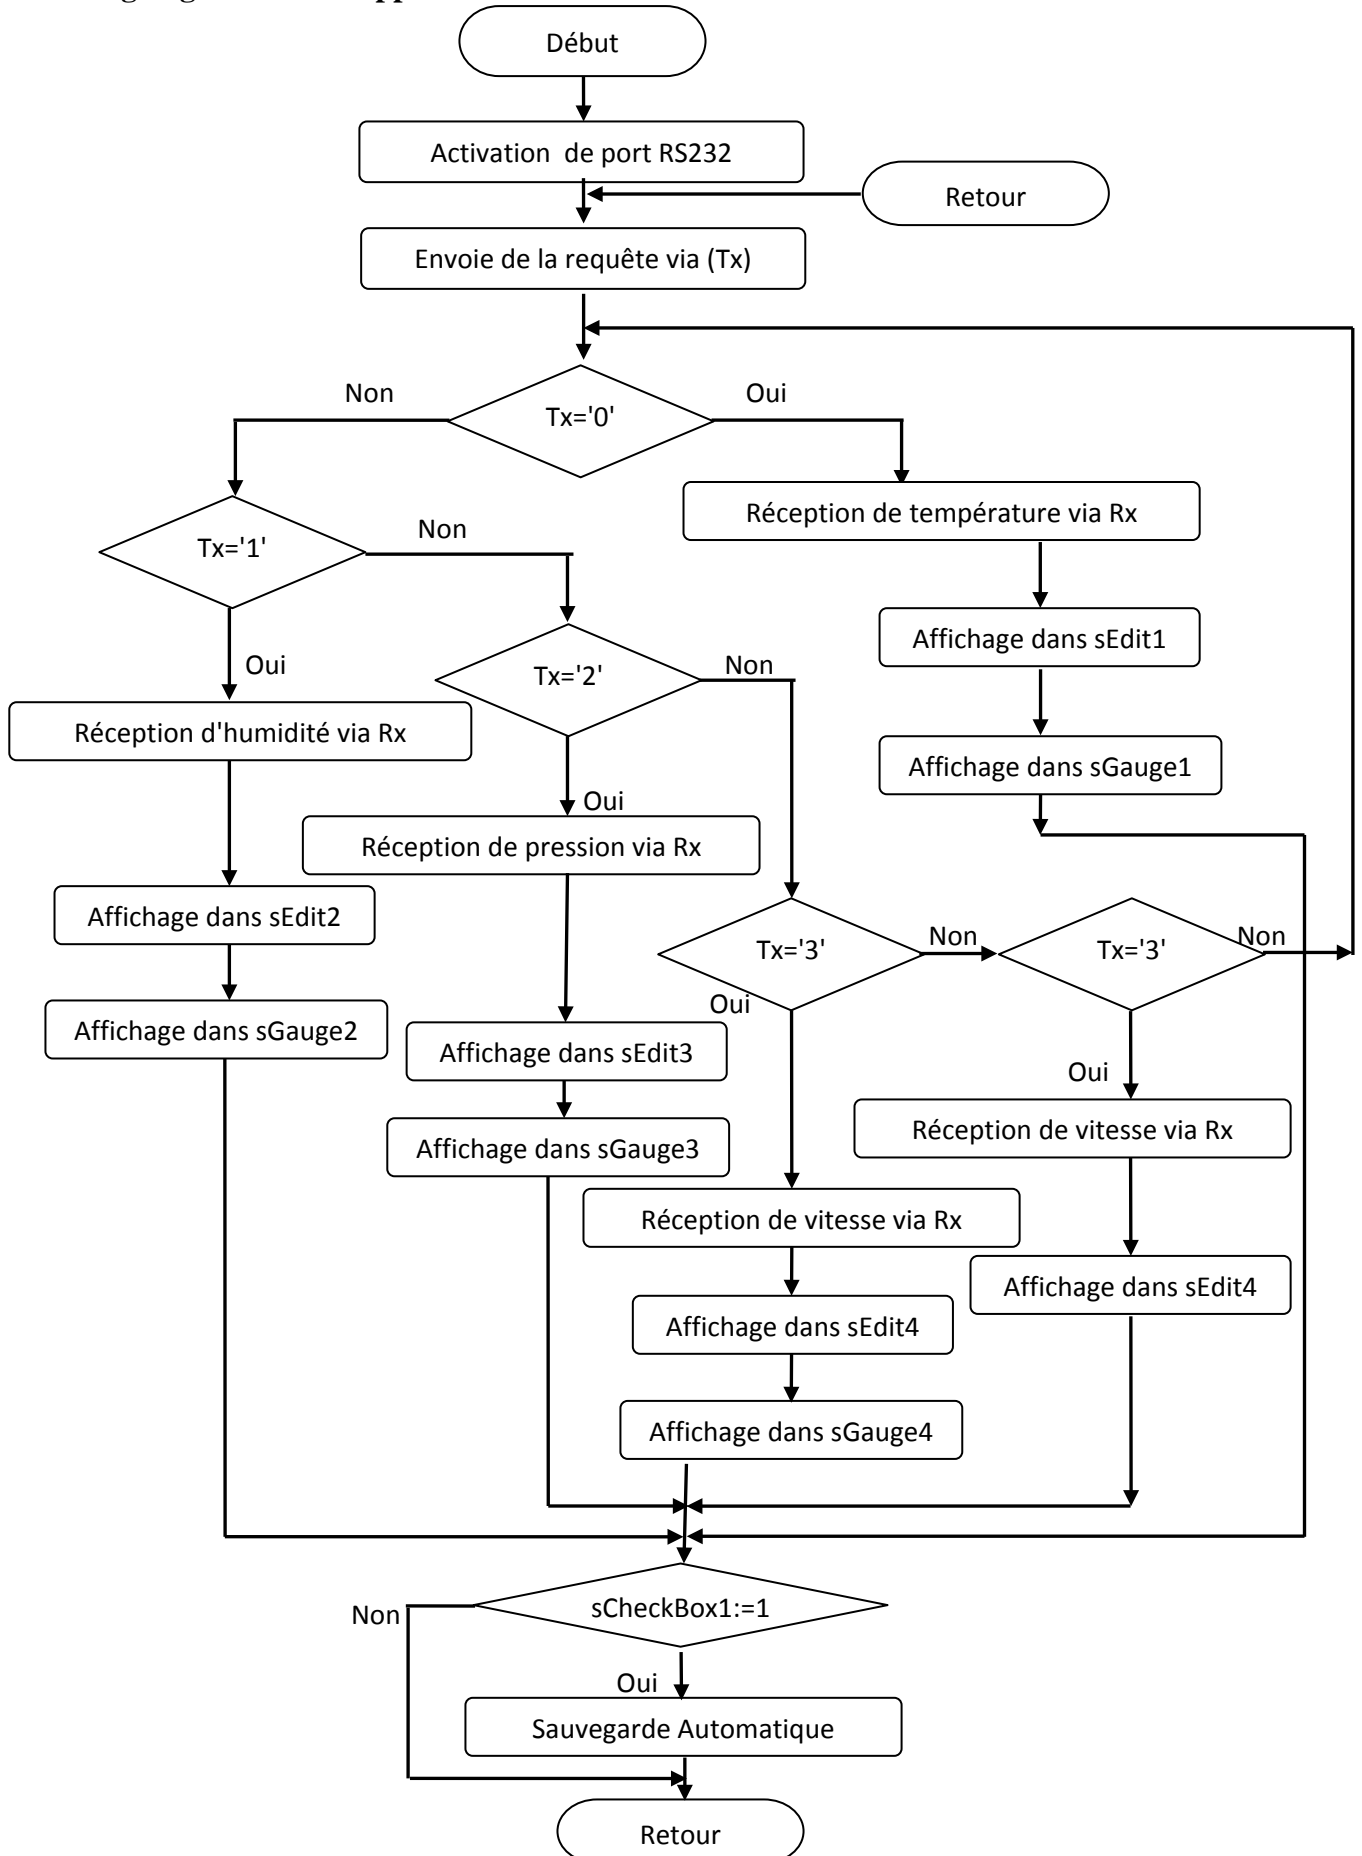 Début
Activation de port RS232
Retour
Envoie de la requête via (Tx)
Non
Oui
Tx='0'
Réception de température via Rx
Tx='1'
Non
Affichage dans sEdit1
Oui
Tx='2'
Non
Réception d'humidité via Rx
Affichage dans sGauge1
Oui
Réception de pression via Rx
Affichage dans sEdit2
Tx='3'
Non
Tx='3'
Non
Oui
Affichage dans sGauge2
Affichage dans sEdit3
Oui
Réception de vitesse via Rx
Affichage dans sGauge3
Réception de vitesse via Rx
Affichage dans sEdit4
Affichage dans sEdit4
Affichage dans sGauge4
sCheckBox1:=1
Non
Oui
Sauvegarde Automatique
Retour